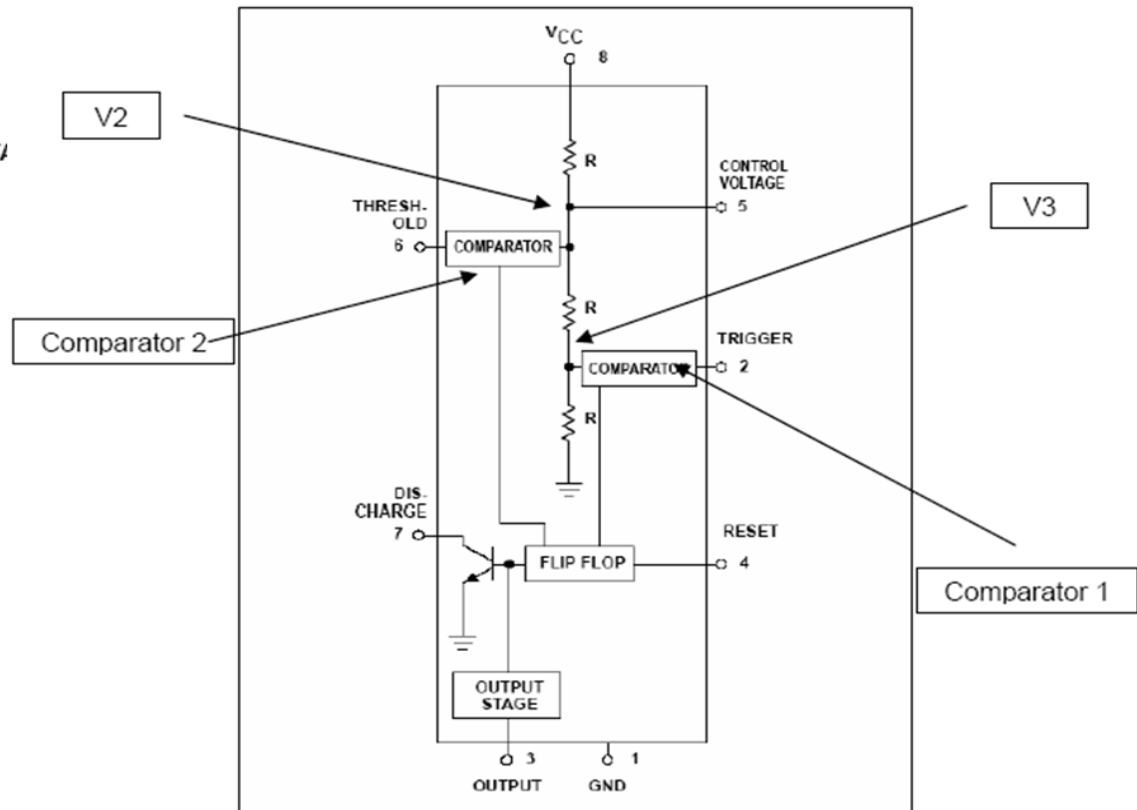 VCC
8
V2
R
CONTROL
VOLTAGE
5
V3
THRESH-
OLD
6
COMPARATOR
R
Comparator 2
TRIGGER
COMPARATOR
2
R
DIS-
CHARGE
7
RESET
FLIP FLOP
4
Comparator 1
OUTPUT
STAGE
3
1
OUTPUT
GND